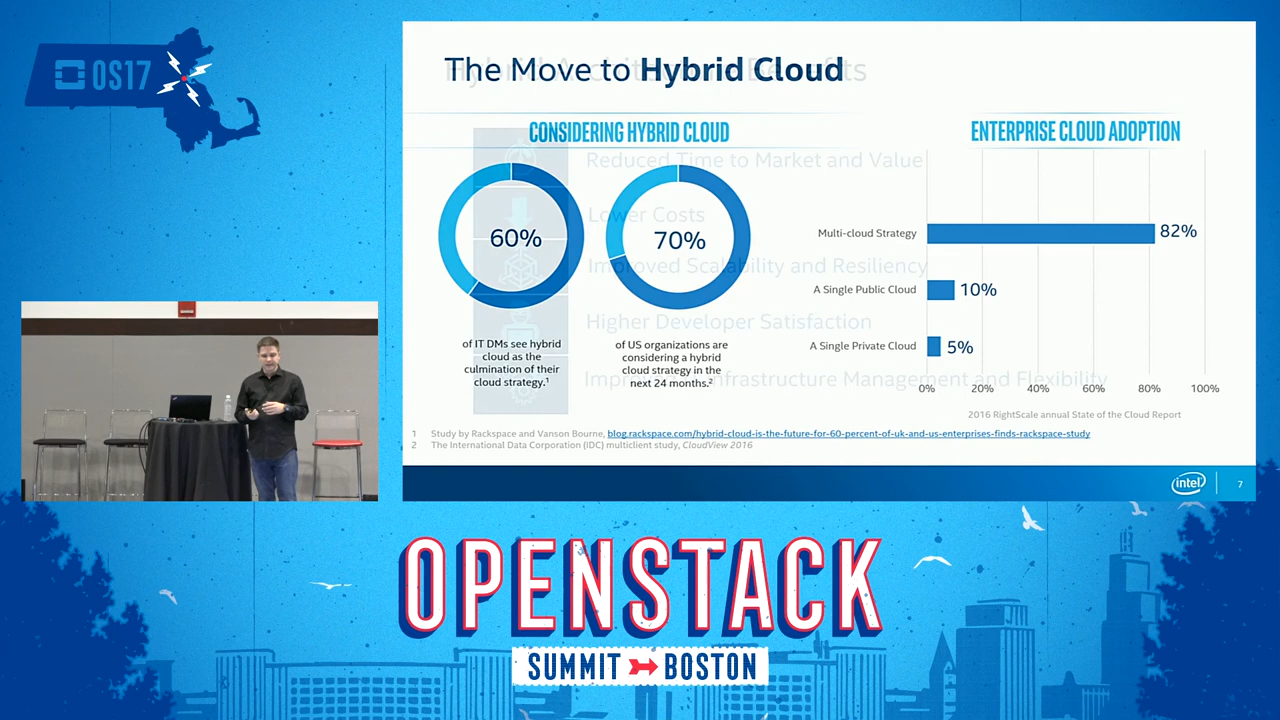 OS17
The Move to Hybrid Cloud
CONSIDERING HYBRID CLOUD
60%
of IT DMs see hybrid
cloud as the
culmination of their
cloud strategy.¹
70%
of US organizations are
considering a hybrid
cloud strategy in the
next 24 months.²
ENTERPRISE CLOUD ADOPTION
Multi-cloud Strategy 82%
A Single Public Cloud 10%
A Single Private Cloud 5%
0% 20% 40% 60% 80% 100%
2016 RightScale annual State of the Cloud Report
Reduced Time to Market and Value
Lower Costs
Improved Scalability and Resiliency
Higher Developer Satisfaction
Infrastructure Management and Flexibility
1 Study by Rackspace and Vanson Bourne, blog.rackspace.com/hybrid-cloud-is-the-future-for-60-percent-of-uk-and-us-enterprises-finds-rackspace-study
2 The International Data Corporation (IDC) multiclient study, CloudView 2016
intel 7
OPENSTACK
SUMMIT BOSTON